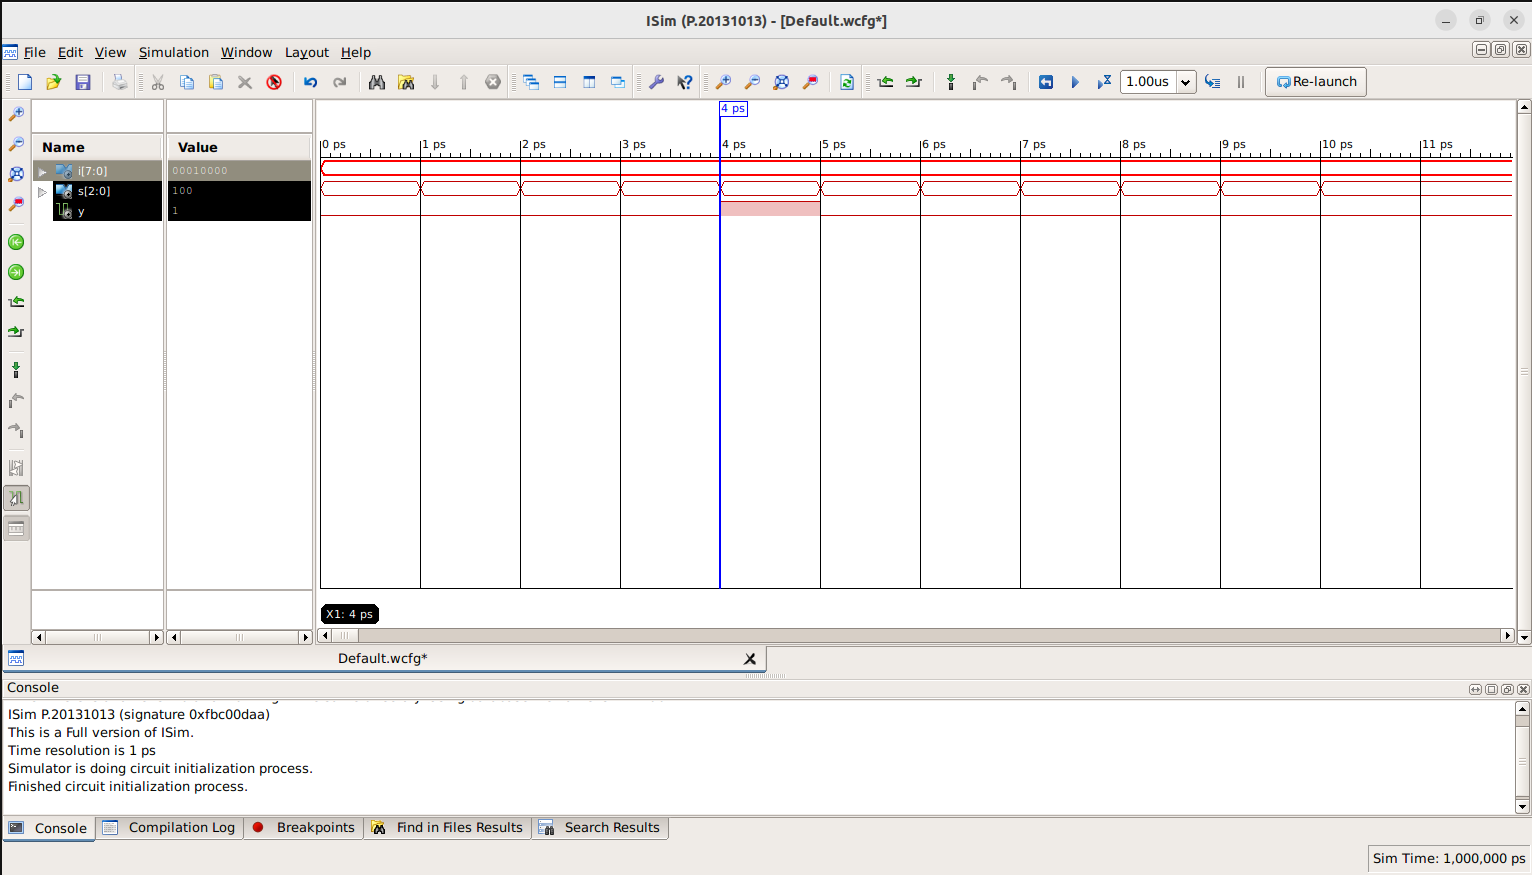 ISim (P.20131013) - [Default.wcfg*]
File Edit View Simulation Window Layout Help
1.00us Re-launch
4 ps
Name Value
0 ps 1 ps 2 ps 3 ps 4 ps 5 ps 6 ps 7 ps 8 ps 9 ps 10 ps 11 ps
i[7:0] 00010000
s[2:0] 100
y 1
X1: 4 ps
Default.wcfg*
Console
ISim P.20131013 (signature 0xfbc00daa)
This is a Full version of ISim.
Time resolution is 1 ps
Simulator is doing circuit initialization process.
Finished circuit initialization process.
Console Compilation Log Breakpoints Find in Files Results Search Results
Sim Time: 1,000,000 ps